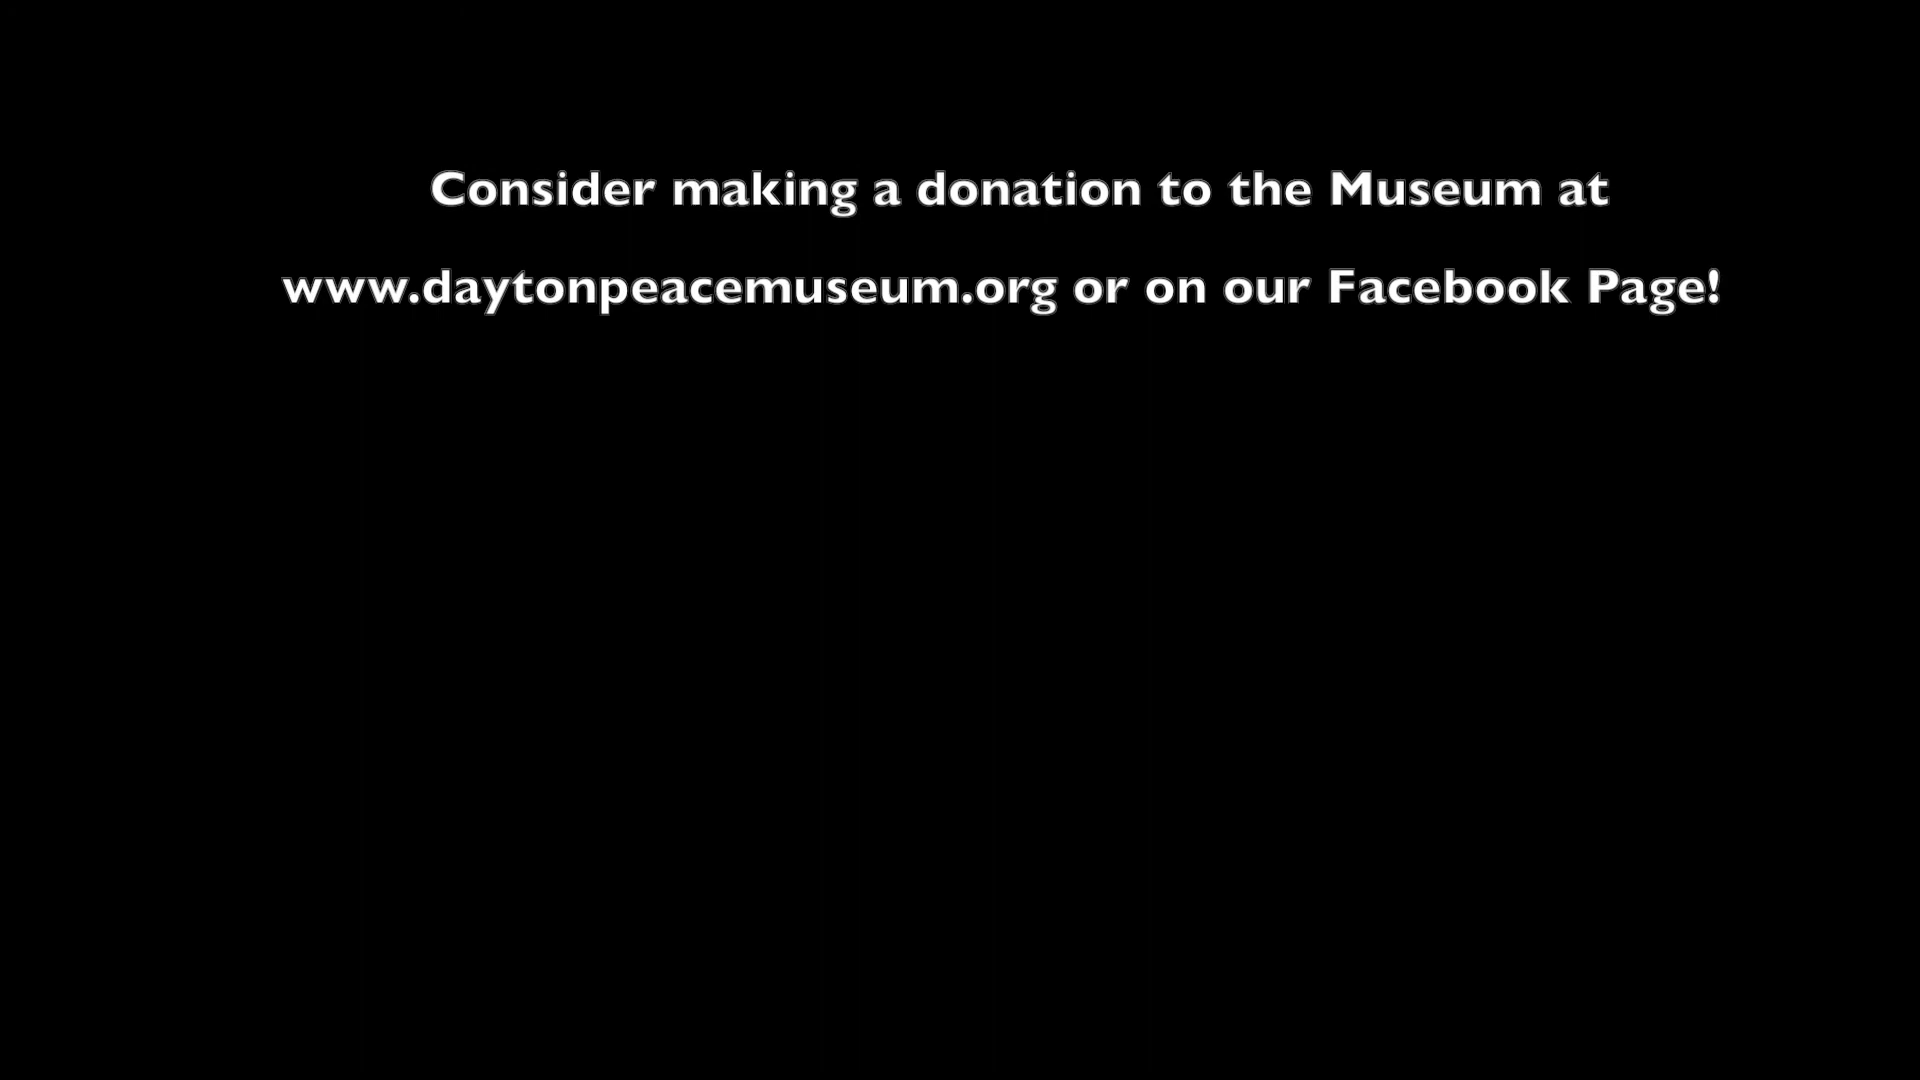 Consider making a donation to the Museum at
www.daytonpeacemuseum.org or on our Facebook Page!